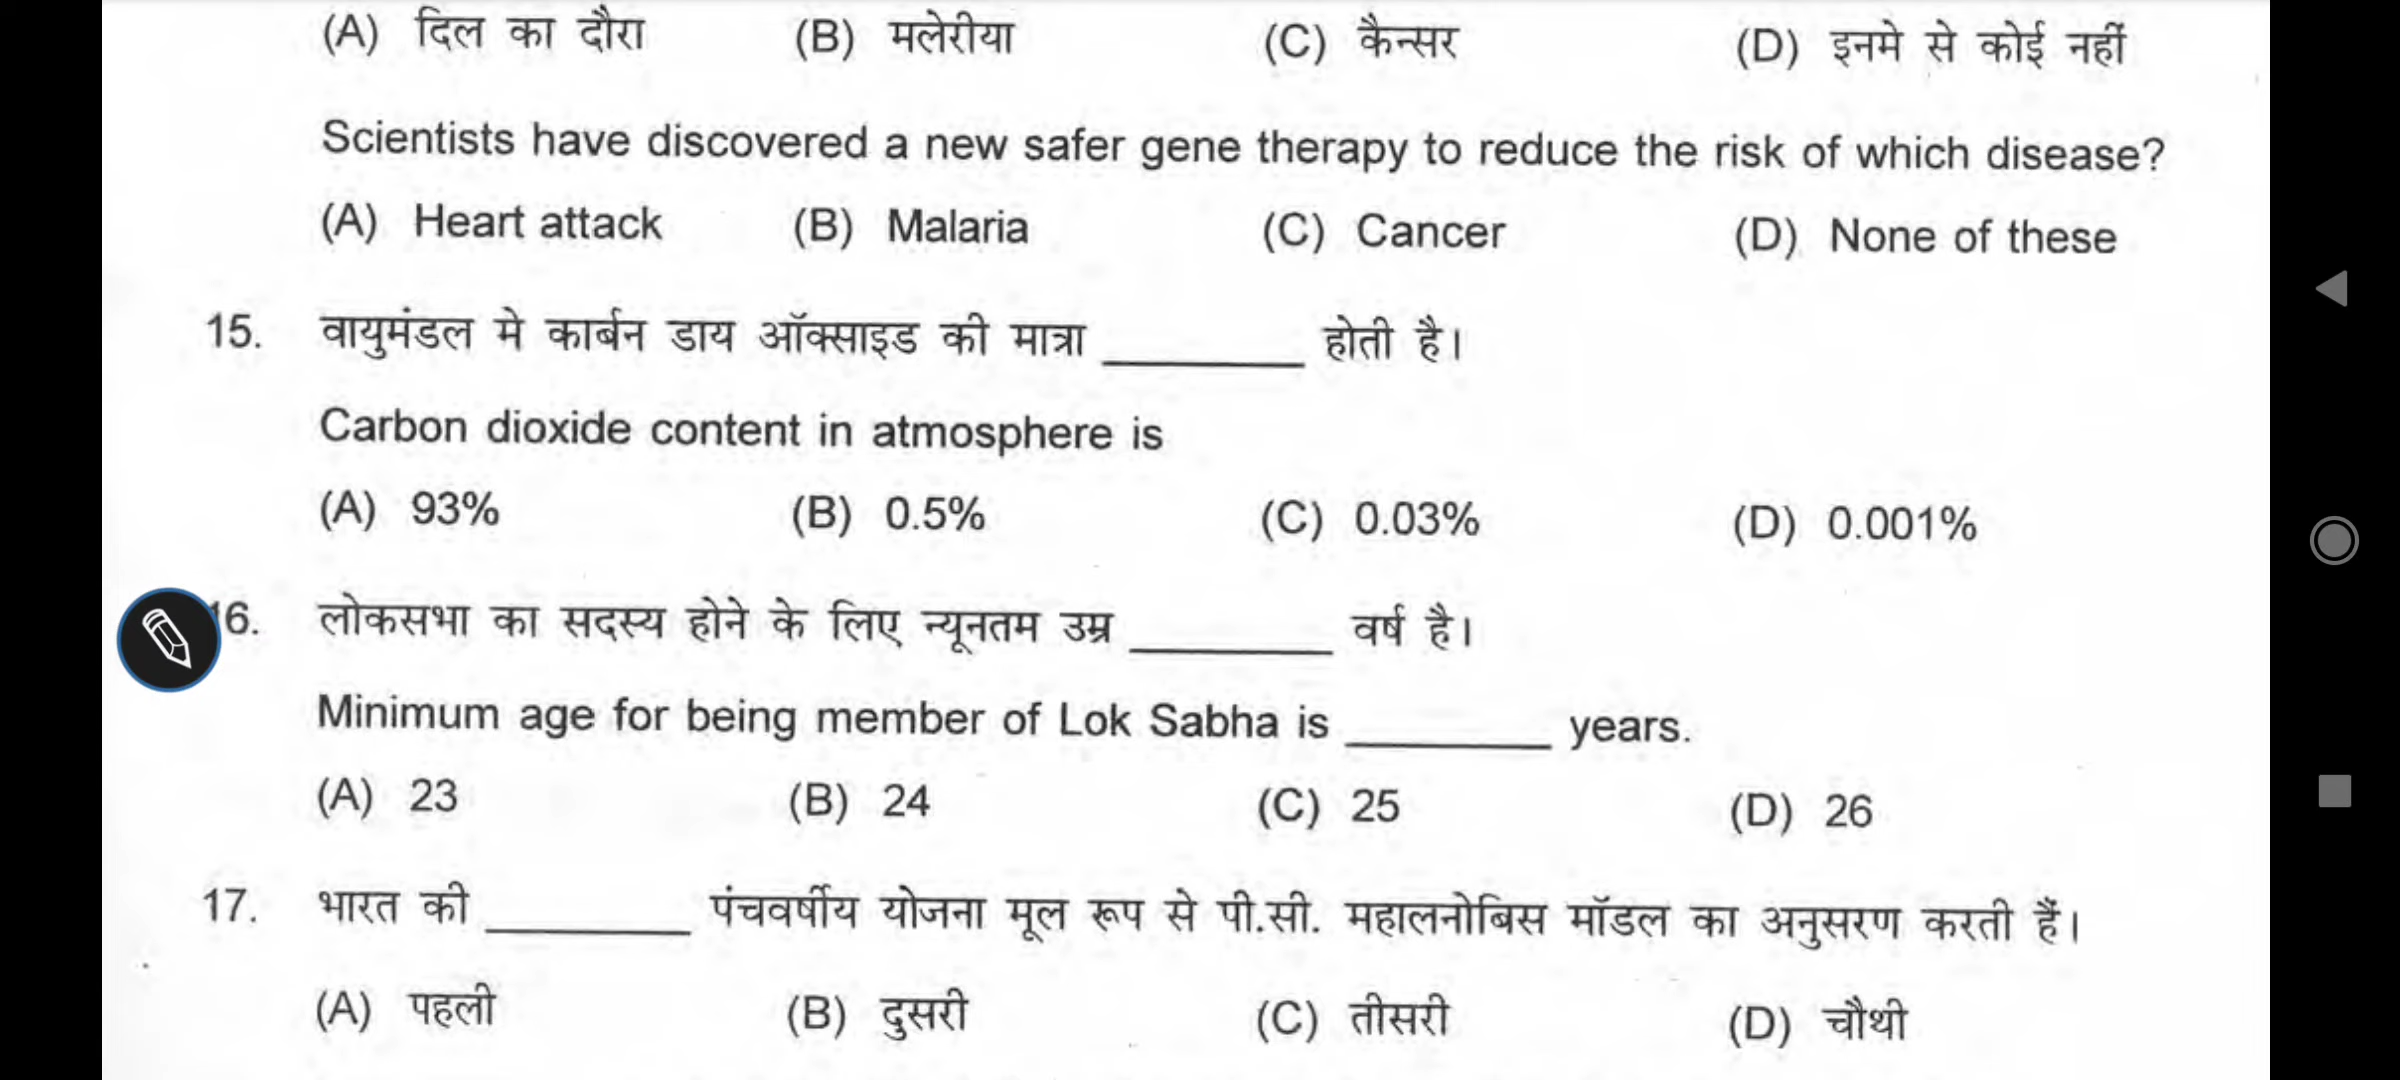 (A) दिल का दौरा (B) मलेरीया (C) कैन्सर (D) इनमे से कोई नहीं
Scientists have discovered a new safer gene therapy to reduce the risk of which disease?
(A) Heart attack (B) Malaria (C) Cancer (D) None of these
15. वायुमंडल मे कार्बन डाय ऑक्साइड की मात्रा ________ होती है।
Carbon dioxide content in atmosphere is
(A) 93% (B) 0.5% (C) 0.03% (D) 0.001%
16. लोकसभा का सदस्य होने के लिए न्यूनतम उम्र ________ वर्ष है।
Minimum age for being member of Lok Sabha is ________ years.
(A) 23 (B) 24 (C) 25 (D) 26
17. भारत की ________ पंचवर्षीय योजना मूल रूप से पी.सी. महालनोबिस मॉडल का अनुसरण करती हैं।
(A) पहली (B) दुसरी (C) तीसरी (D) चौथी